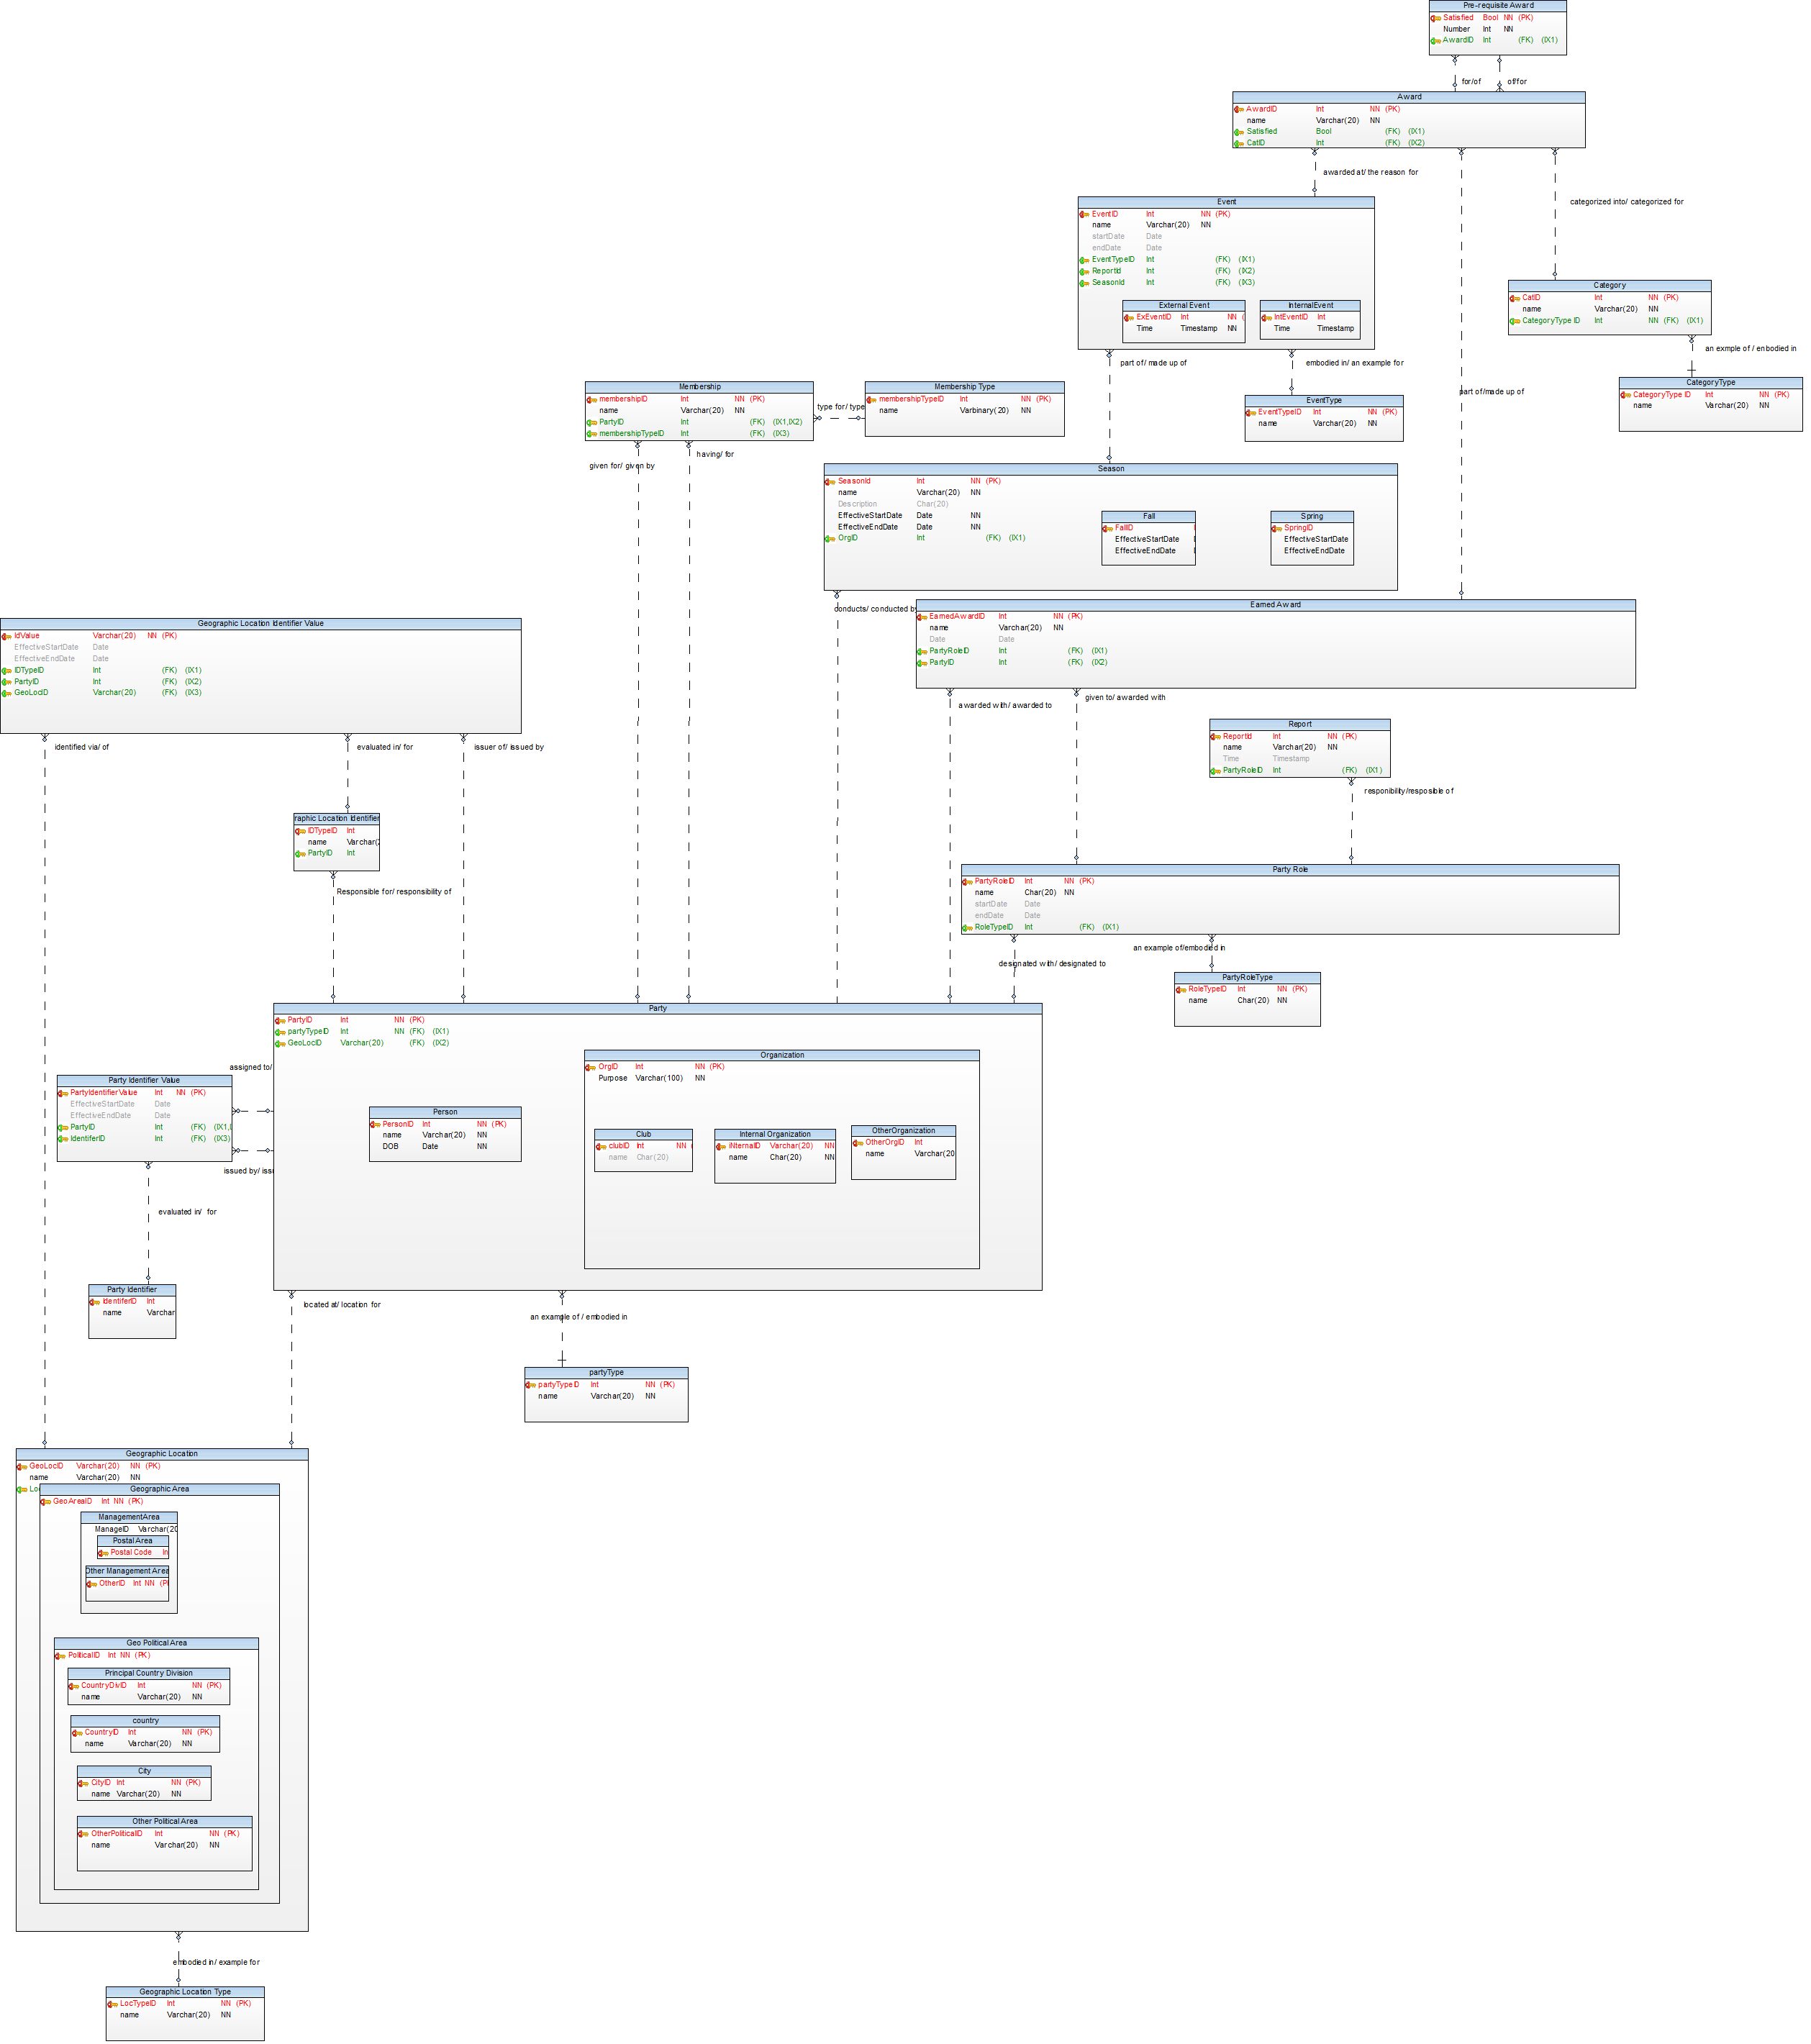 Pre-requisite Award
Satisfied Bool NN (PK)
Number Int NN
AwardID Int (FK) (IX1)
for/of of/for
Award
AwardID Int NN (PK)
name Varchar(20) NN
Satisfied Bool (FK) (IX1)
CatID Int (FK) (IX2)
awarded at/ the reason for
categorized into/ categorized for
part of/made up of
Event
EventID Int NN (PK)
name Varchar(20) NN
startDate Date
endDate Date
EventTypeID Int (FK) (IX1)
ReportId Int (FK) (IX2)
SeasonId Int (FK) (IX3)
External Event
ExEventID Int NN (
Time Timestamp NN
InternalEvent
IntEventID Int
Time Timestamp
part of/ made up of
embodied in/ an example for
Category
CatID Int NN (PK)
name Varchar(20) NN
CategoryType ID Int NN (FK) (IX1)
an exmple of / enbodied in
CategoryType
CategoryType ID Int NN (PK)
name Varchar(20) NN
EventType
EventTypeID Int NN (PK)
name Varchar(20) NN
Membership
membershipID Int NN (PK)
name Varchar(20) NN
PartyID Int (FK) (IX1,IX2)
membershipTypeID Int (FK) (IX3)
type for/ type
Membership Type
membershipTypeID Int NN (PK)
name Varbinary(20) NN
given for/ given by
having/ for
Season
SeasonId Int NN (PK)
name Varchar(20) NN
Description Char(20)
EffectiveStartDate Date NN
EffectiveEndDate Date NN
OrgID Int (FK) (IX1)
Fall
FallID
EffectiveStartDate
EffectiveEndDate
Spring
SpringID
EffectiveStartDate
EffectiveEndDate
conducts/ conducted by
Earned Award
EarnedAwardID Int NN (PK)
name Varchar(20) NN
Date Date
PartyRoleID Int (FK) (IX1)
PartyID Int (FK) (IX2)
awarded with/ awarded to
given to/ awarded with
Geographic Location Identifier Value
IdValue Varchar(20) NN (PK)
EffectiveStartDate Date
EffectiveEndDate Date
IDTypeID Int (FK) (IX1)
PartyID Int (FK) (IX2)
GeoLocID Varchar(20) (FK) (IX3)
identified via/ of
evaluated in/ for
issuer of/ issued by
Report
ReportId Int NN (PK)
name Varchar(20) NN
Time Timestamp
PartyRoleID Int (FK) (IX1)
responibility/resposible of
raphic Location Identifier
IDTypeID Int
name Varchar(2
PartyID Int
Responsible for/ responsibility of
Party Role
PartyRoleID Int NN (PK)
name Char(20) NN
startDate Date
endDate Date
RoleTypeID Int (FK) (IX1)
an example of/embodied in
designated with/ designated to
PartyRoleType
RoleTypeID Int NN (PK)
name Char(20) NN
Party
PartyID Int NN (PK)
partyTypeID Int NN (FK) (IX1)
GeoLocID Varchar(20) (FK) (IX2)
Organization
OrgID Int NN (PK)
Purpose Varchar(100) NN
Person
PersonID Int NN (PK)
name Varchar(20) NN
DOB Date NN
Club
clubID Int NN
name Char(20)
Internal Organization
iNternalID Varchar(20) NN
name Char(20) NN
OtherOrganization
OtherOrgID Int
name Varchar(20
assigned to/
Party Identifier Value
PartyIdentifierValue Int NN (PK)
EffectiveStartDate Date
EffectiveEndDate Date
PartyID Int (FK) (IX1,I
IdentiferID Int (FK) (IX3)
issued by/ issu
evaluated in/ for
Party Identifier
IdentiferID Int
name Varchar
located at/ location for
an example of / embodied in
partyType
partyTypeID Int NN (PK)
name Varchar(20) NN
Geographic Location
GeoLocID Varchar(20) NN (PK)
name Varchar(20) NN
Loc
Geographic Area
GeoAreaID Int NN (PK)
ManagementArea
ManageID Varchar(20
Postal Area
Postal Code In
Other Management Area
OtherID Int NN (P
Geo Political Area
PoliticalID Int NN (PK)
Principal Country Division
CountryDivID Int NN (PK)
name Varchar(20) NN
country
CountryID Int NN (PK)
name Varchar(20) NN
City
CityID Int NN (PK)
name Varchar(20) NN
Other Political Area
OtherPoliticalID Int NN (PK)
name Varchar(20) NN
embodied in/ example for
Geographic Location Type
LocTypeID Int NN (PK)
name Varchar(20) NN